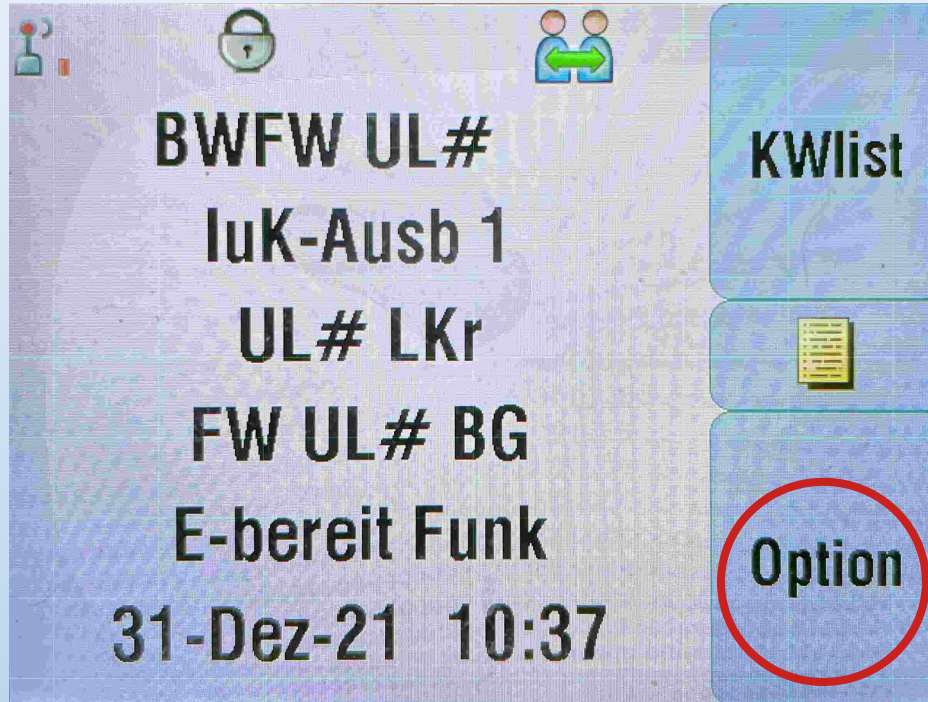 BWFW UL#
KWlist
IuK-Ausb 1
UL# LKr
FW UL# BG
E-bereit Funk
Option
31-Dez-21 10:37